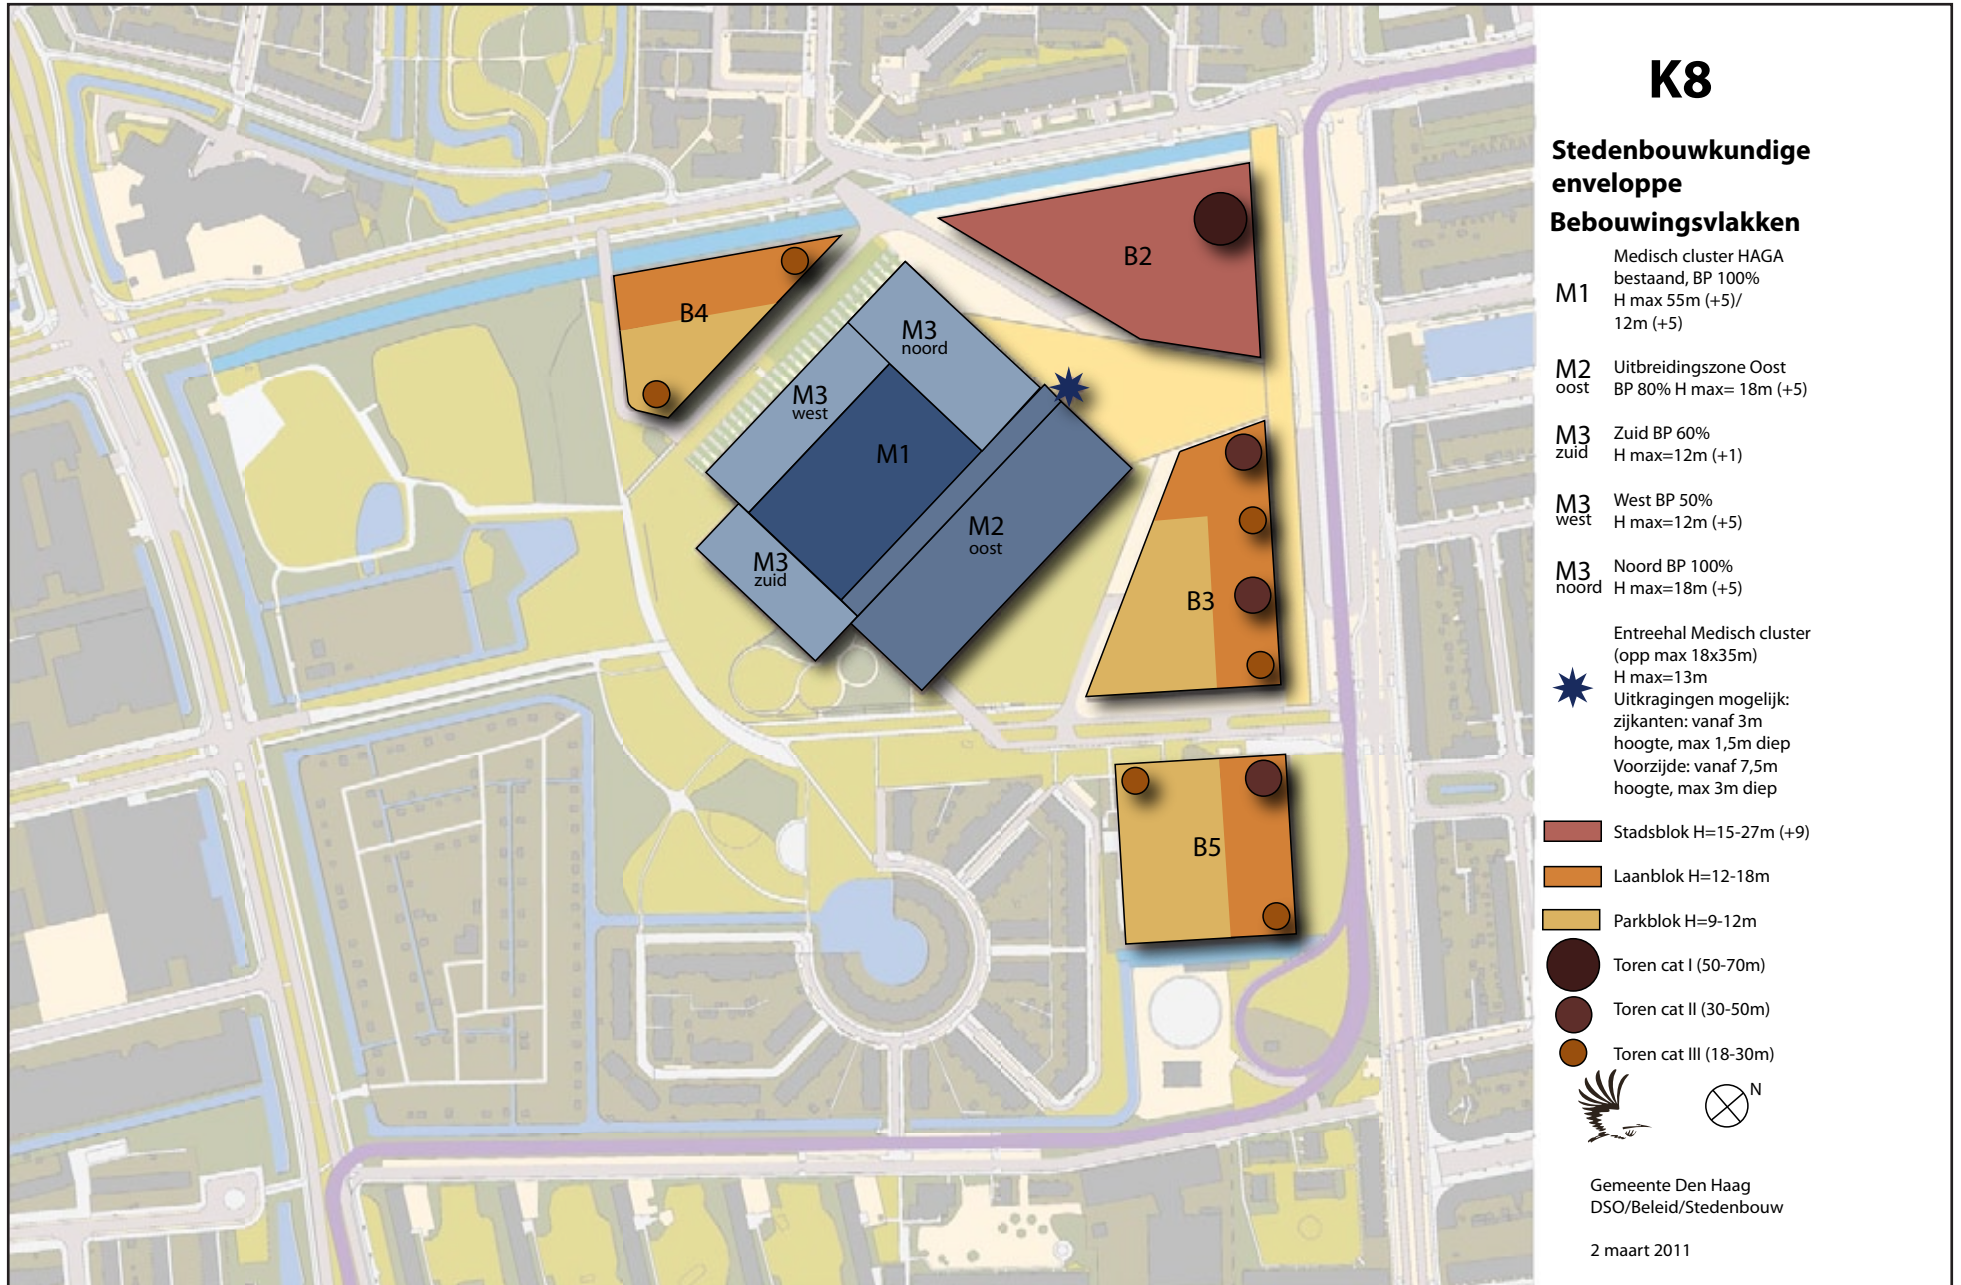 K8
Stedenbouwkundige
enveloppe
Bebouwingsvlakken
M1
Medisch cluster HAGA
bestaand, BP 100%
H max 55m (+5)/
12m (+5)
M2
oost
Uitbreidingszone Oost
BP 80% H max= 18m (+5)
M3
zuid
Zuid BP 60%
H max=12m (+1)
M3
west
West BP 50%
H max=12m (+5)
M3
noord
Noord BP 100%
H max=18m (+5)
Entreehal Medisch cluster
(opp max 18x35m)
H max=13m
Uitkragingen mogelijk:
zijkanten: vanaf 3m
hoogte, max 1,5m diep
Voorzijde: vanaf 7,5m
hoogte, max 3m diep
Stadsblok H=15-27m (+9)
Laanblok H=12-18m
Parkblok H=9-12m
Toren cat I (50-70m)
Toren cat II (30-50m)
Toren cat III (18-30m)
N
Gemeente Den Haag
DSO/Beleid/Stedenbouw
2 maart 2011
B2
B4
M3
noord
M3
west
M1
M2
oost
M3
zuid
B3
B5